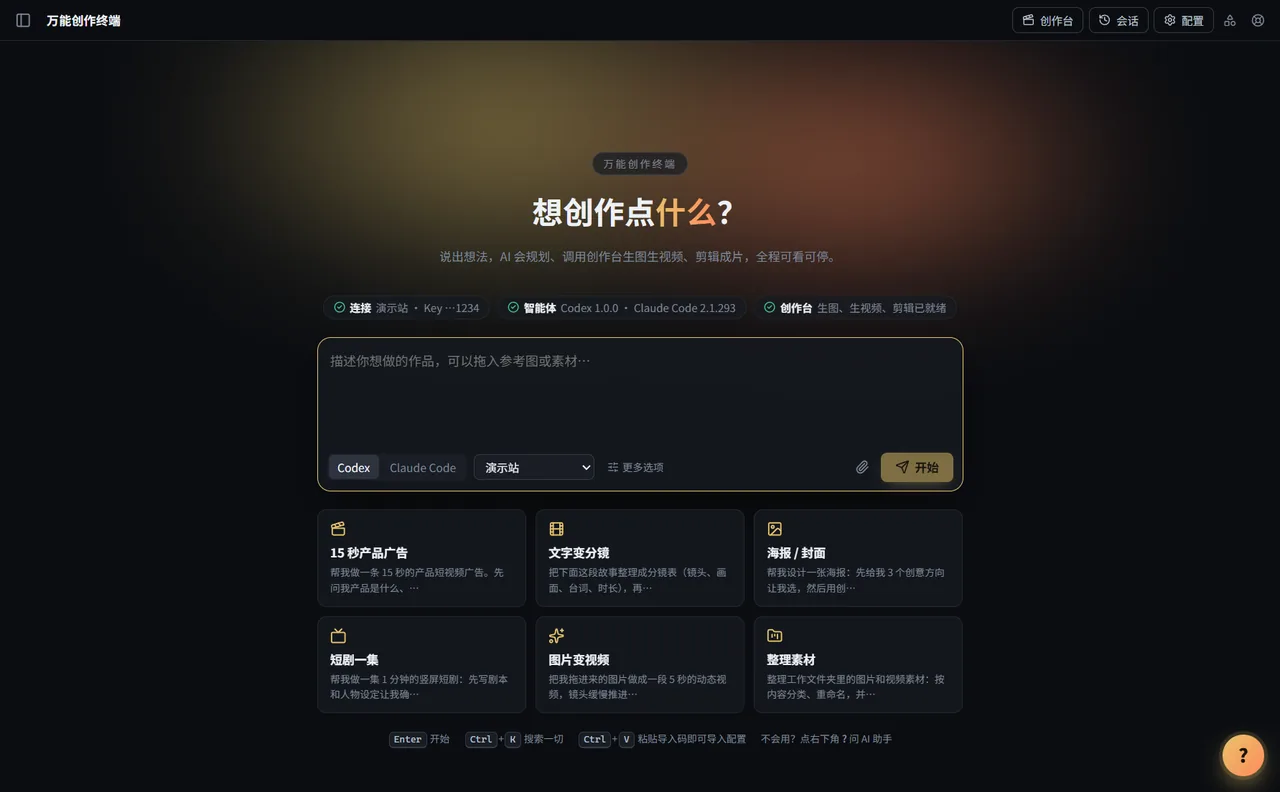 万能创作终端
创作台
会话
配置
万能创作终端
想创作点什么?
说出想法，AI 会规划、调用创作台生图生视频、剪辑成片，全程可看可停。
连接 演示站 · Key ···1234
智能体 Codex 1.0.0 · Claude Code 2.1.293
创作台 生图、生视频、剪辑已就绪
描述你想做的作品，可以拖入参考图或素材…
Codex
Claude Code
演示站
更多选项
开始
15 秒产品广告
帮我做一条 15 秒的产品短视频广告。先
问我产品是什么、…
文字变分镜
把下面这段故事整理成分镜表（镜头、画
面、台词、时长），再…
海报 / 封面
帮我设计一张海报：先给我 3 个创意方向
让我选，然后用创…
短剧一集
帮我做一集 1 分钟的竖屏短剧：先写剧本
和人物设定让我确…
图片变视频
把我拖进来的图片做成一段 5 秒的动态视
频，镜头缓慢推进…
整理素材
整理工作文件夹里的图片和视频素材：按
内容分类、重命名，并…
Enter 开始 Ctrl + K 搜索一切 Ctrl + V 粘贴导入码即可导入配置 不会用？点右下角 ? 问 AI 助手
?